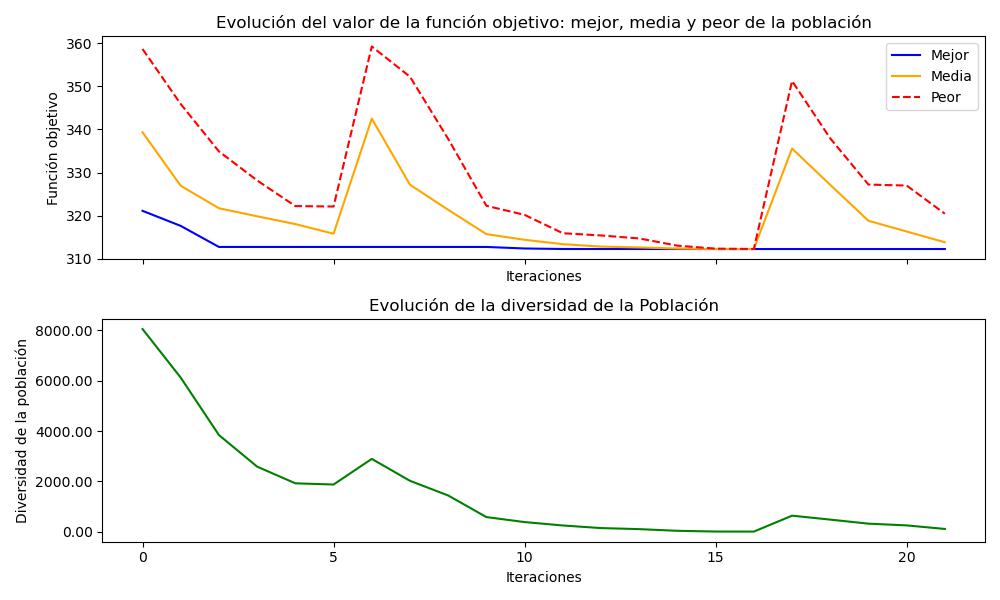 Evolución del valor de la función objetivo: mejor, media y peor de la población
Función objetivo
360
350
340
330
320
310
Mejor
Media
Peor
Iteraciones
Evolución de la diversidad de la Población
Diversidad de la población
8000.00
6000.00
4000.00
2000.00
0.00
0 5 10 15 20
Iteraciones